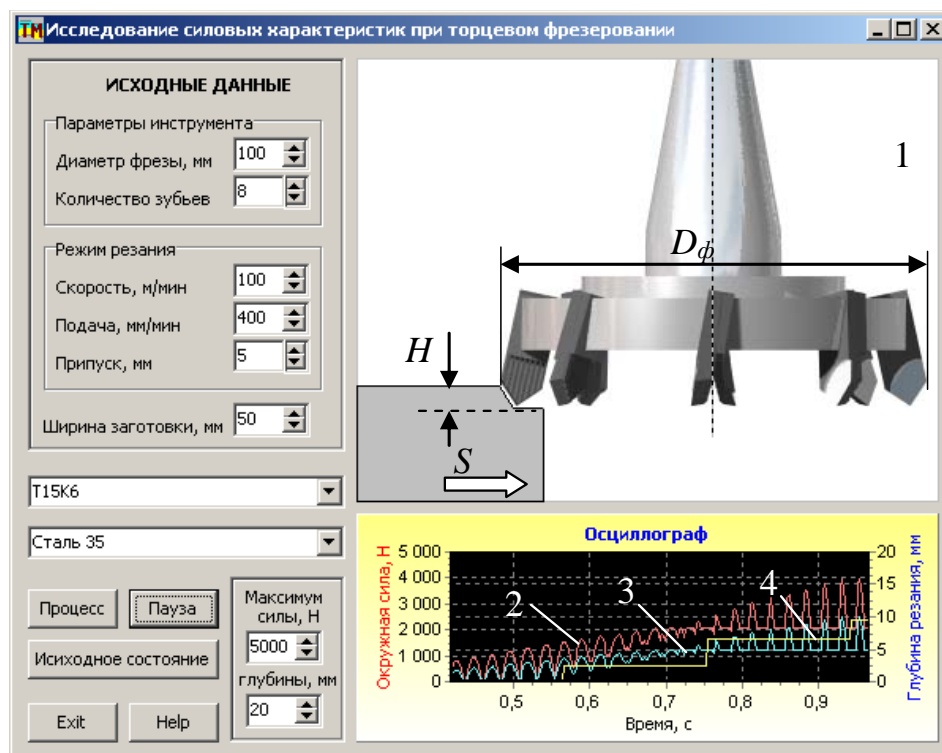 ТМ Исследование силовых характеристик при торцевом фрезеровании
ИСХОДНЫЕ ДАННЫЕ
Параметры инструмента
Диаметр фрезы, мм 100
Количество зубьев 8
Режим резания
Скорость, м/мин 100
Подача, мм/мин 400
Припуск, мм 5
Ширина заготовки, мм 50
Т15К6
Сталь 35
Процесс
Пауза
Исиходное состояние
Exit
Help
Максимум
силы, Н
5000
глубины, мм
20
1
Dф
H
S
Осциллограф
Окружная сила, Н
5 000
4 000
3 000
2 000
1 000
0
2
3
4
20
15
10
5
0
Глубина резания, мм
0,5 0,6 0,7 0,8 0,9
Время, с